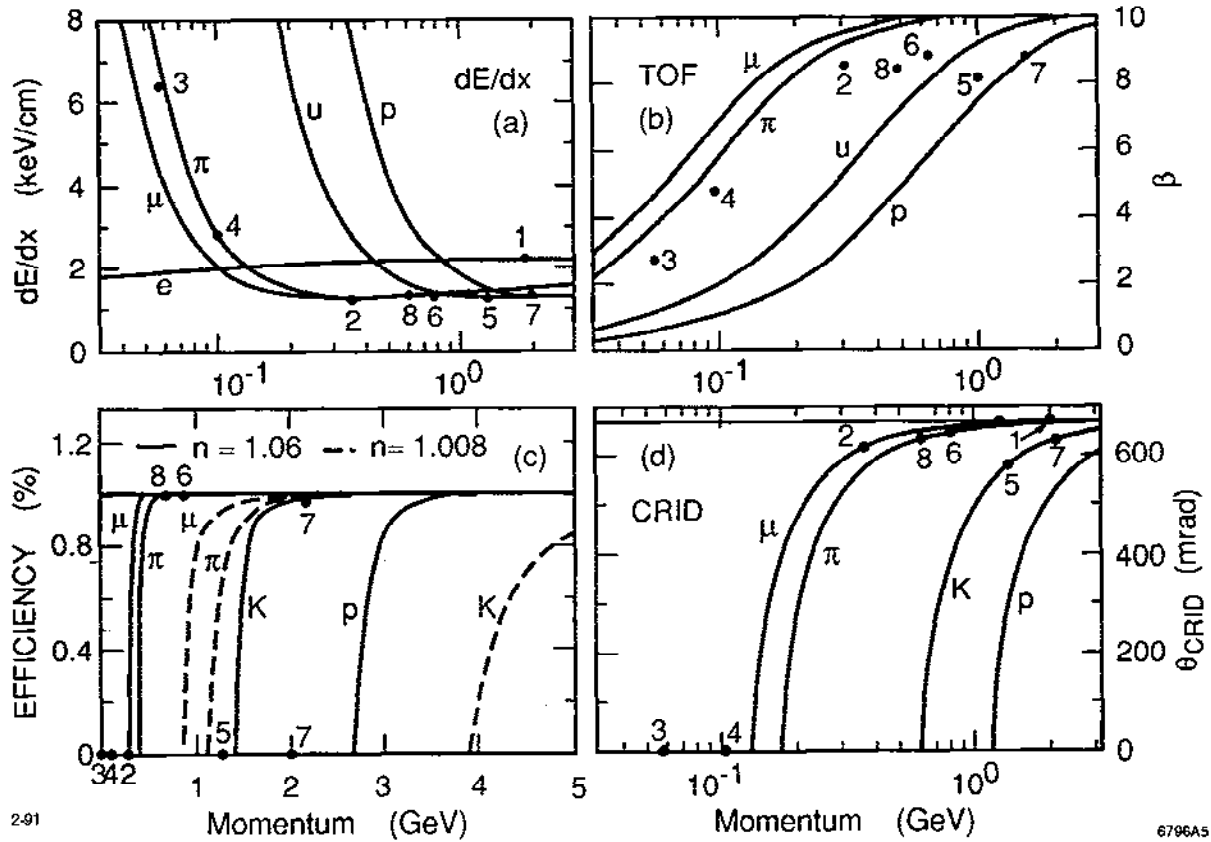 8
6
4
2
0
dE/dx (keV/cm)
dE/dx
(a)
3
μ
π
4
u
p
e
1
2
8
6
5
7
10⁻¹
10⁰
TOF
(b)
μ
π
u
p
2
8
6
5
7
4
3
10
8
6
4
2
0
β
10⁻¹
10⁰
1.2
0.8
0.4
0
EFFICIENCY (%)
n = 1.06
n= 1.008
(c)
8 6
μ
π
μ
π
K
p
K
7
5
7
342
1
2
3
4
5
Momentum (GeV)
(d)
CRID
μ
π
K
p
2
8
6
1
7
5
3
4
600
400
200
0
θCRID (mrad)
10⁻¹
10⁰
Momentum (GeV)
2-91
6796A5